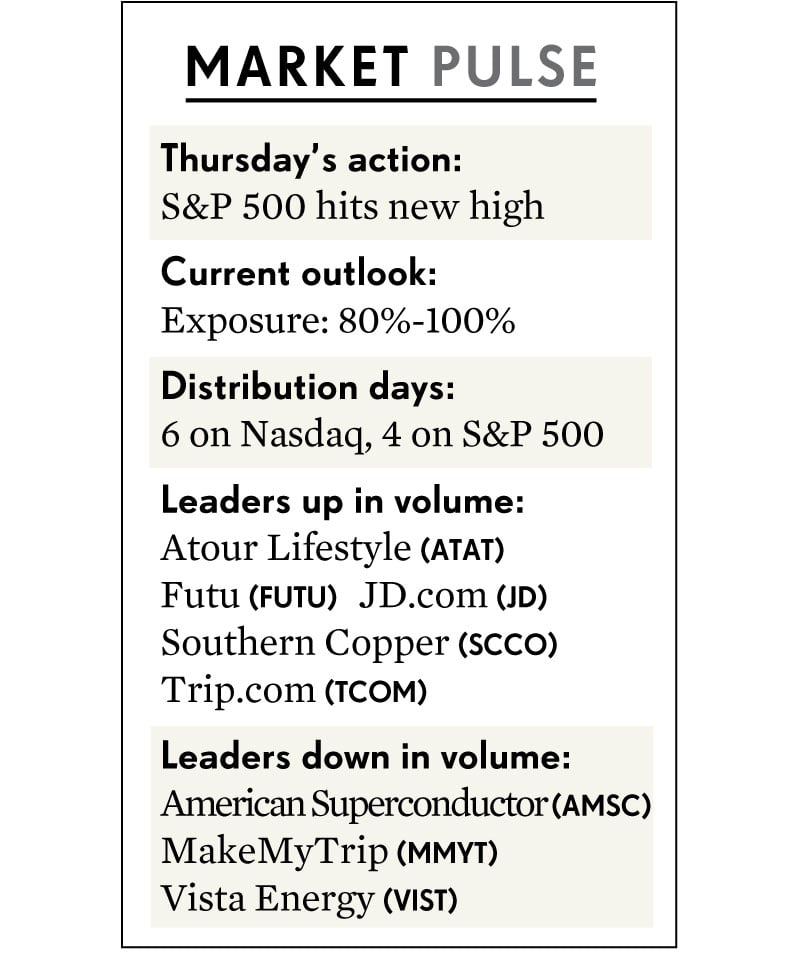 MARKET PULSE
Thursday's action:
S&P 500 hits new high
Current outlook:
Exposure: 80%-100%
Distribution days:
6 on Nasdaq, 4 on S&P 500
Leaders up in volume:
Atour Lifestyle (ATAT)
Futu (FUTU) JD.com (JD)
Southern Copper (SCCO)
Trip.com (TCOM)
Leaders down in volume:
American Superconductor (AMSC)
MakeMyTrip (MMYT)
Vista Energy (VIST)